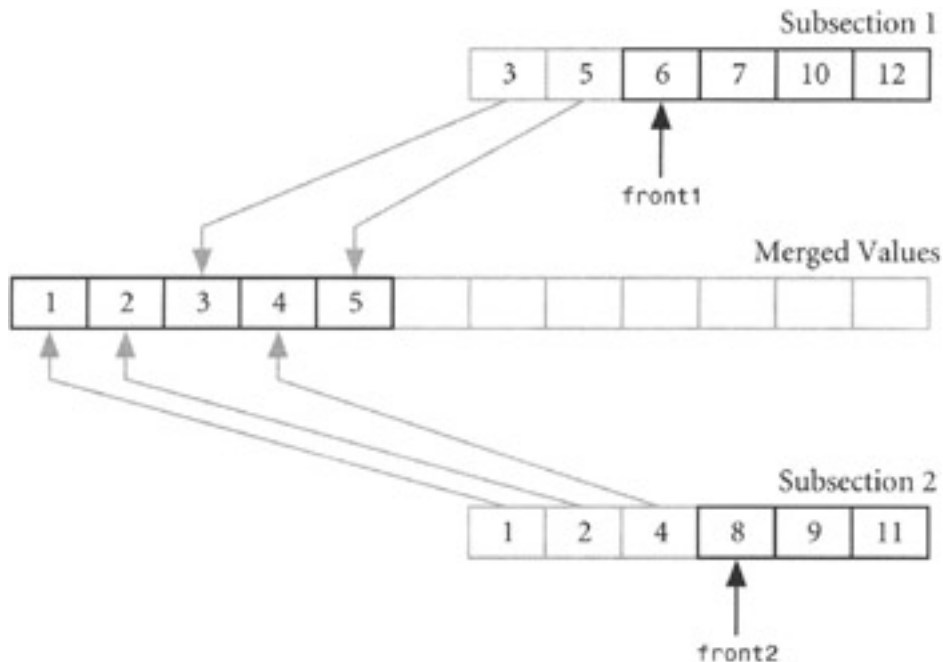 Subsection 1
3 5 6 7 10 12
front1
Merged Values
1 2 3 4 5
Subsection 2
1 2 4 8 9 11
front2